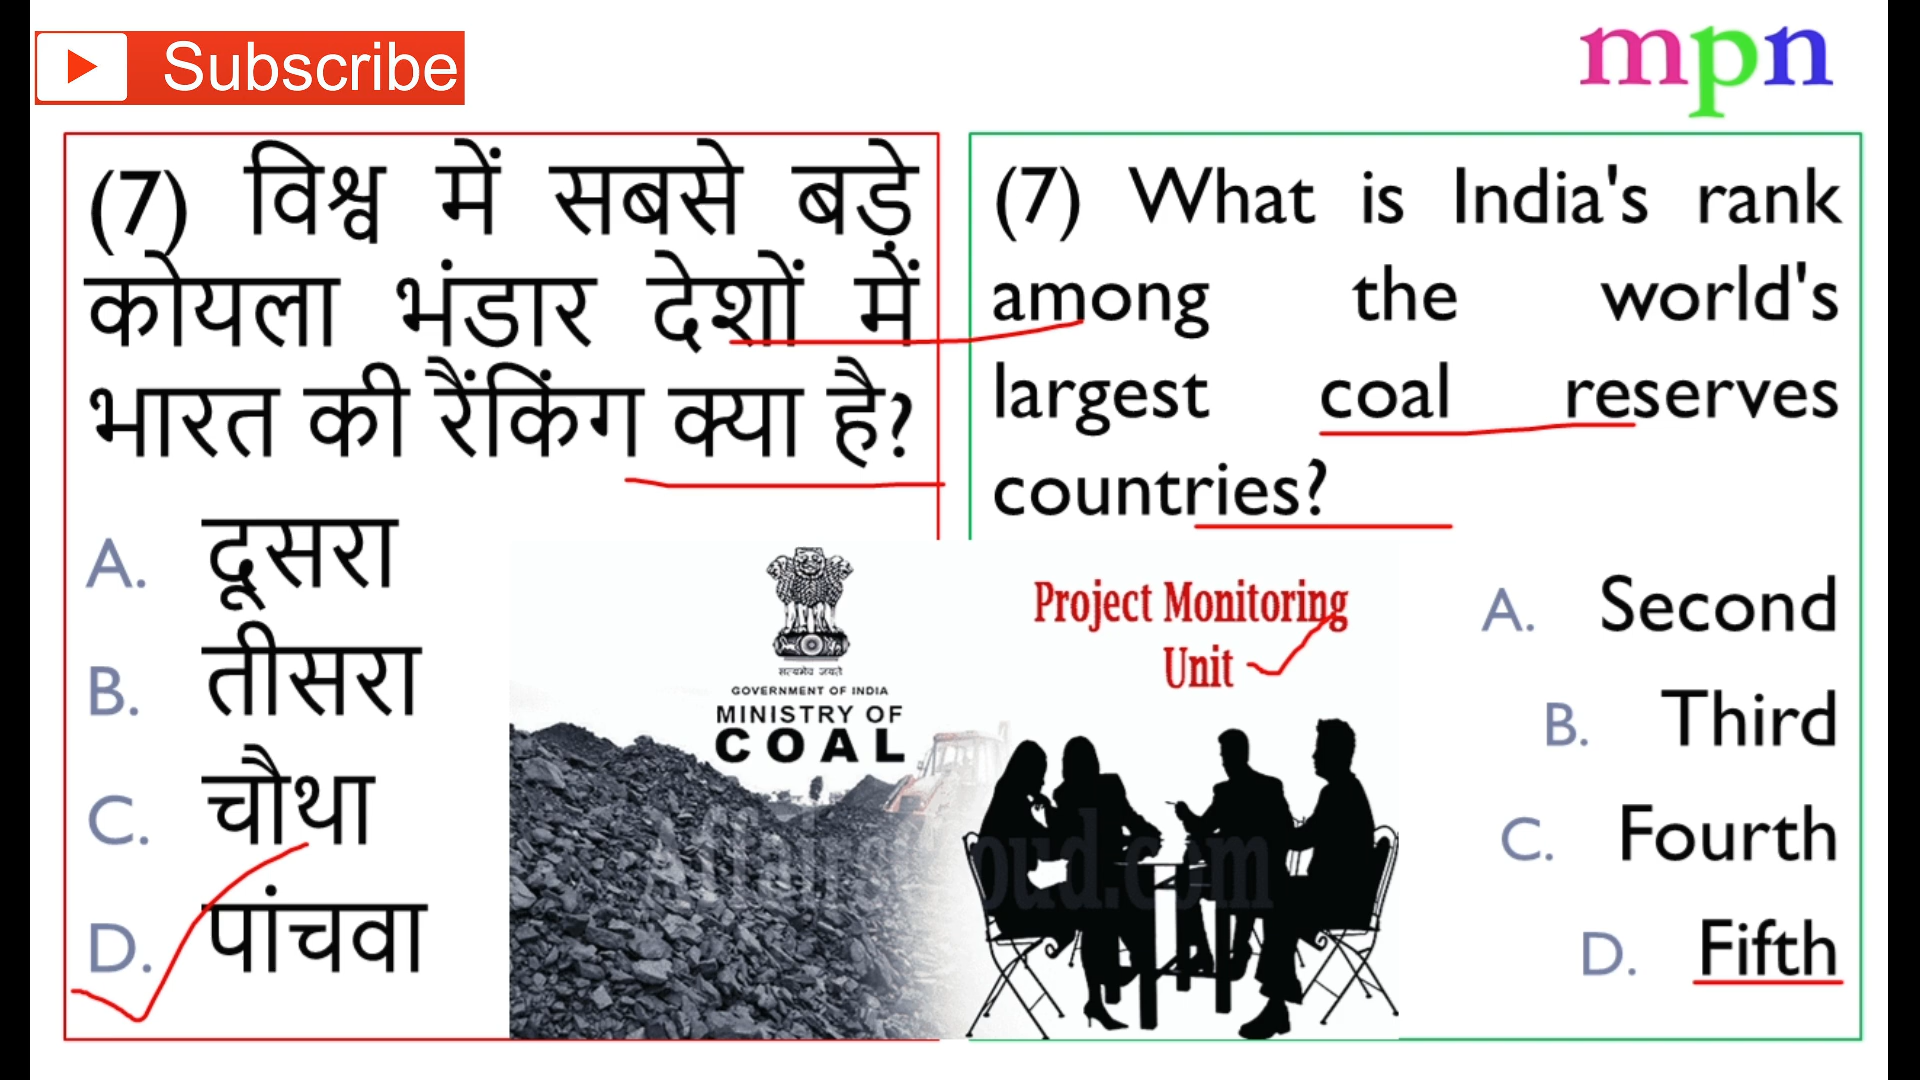 Subscribe
mpn
(7) विश्व में सबसे बड़े
कोयला भंडार देशों में
भारत की रैंकिंग क्या है?
A. दूसरा
B. तीसरा
C. चौथा
D. पांचवा
(7) What is India's rank
among the world's
largest coal reserves
countries?
A. Second
B. Third
C. Fourth
D. Fifth
सत्यमेव जयते
GOVERNMENT OF INDIA
MINISTRY OF
COAL
Project Monitoring
Unit
AffairsCloud.com